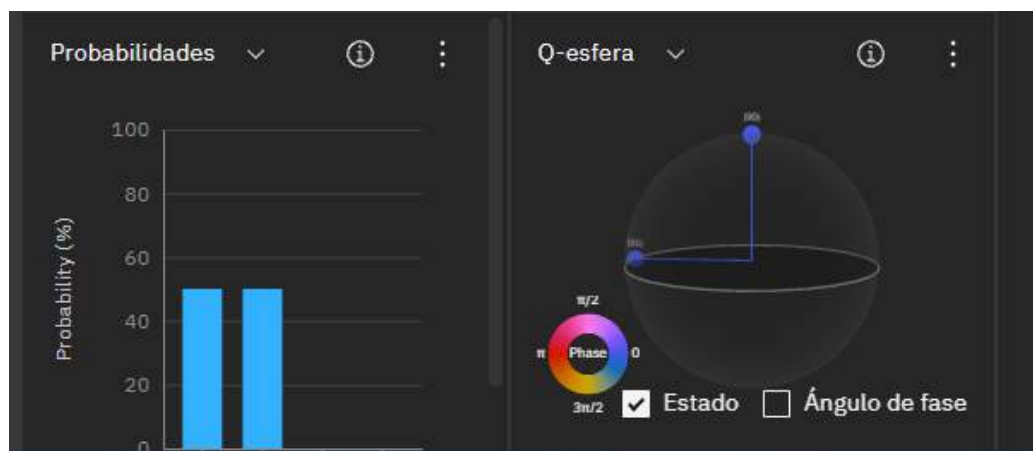 Probabilidades
100
80
60
40
20
0
Probability (%)
Q-esfera
π/2
π
Phase
0
3π/2
Estado
Ángulo de fase